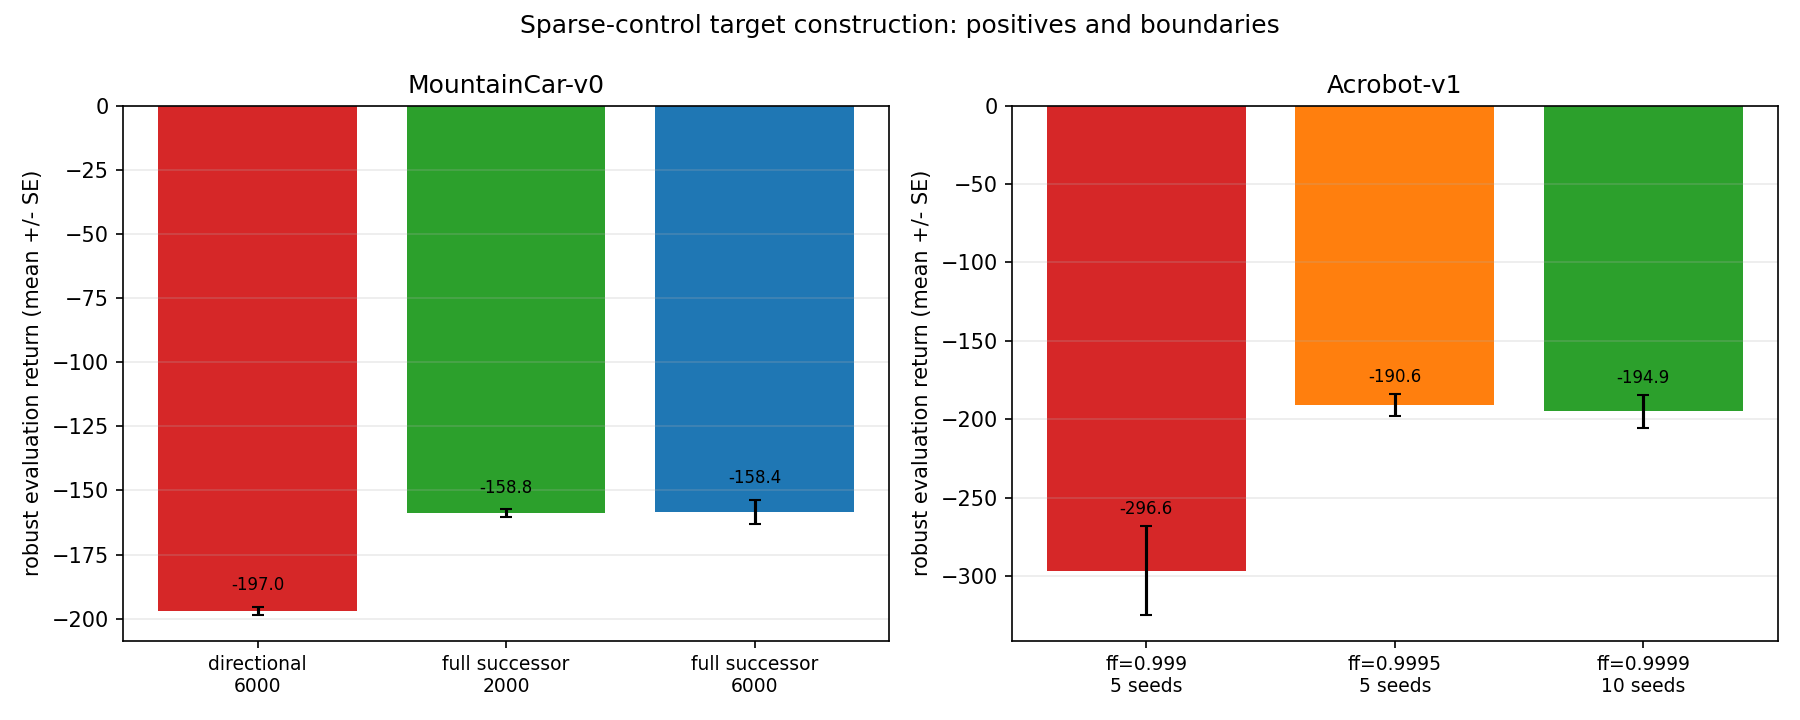 Sparse-control target construction: positives and boundaries
MountainCar-v0
robust evaluation return (mean +/- SE)
0
−25
−50
−75
−100
−125
−150
−175
−200
-197.0
-158.8
-158.4
directional
6000
full successor
2000
full successor
6000
Acrobot-v1
robust evaluation return (mean +/- SE)
0
−50
−100
−150
−200
−250
−300
-296.6
-190.6
-194.9
ff=0.999
5 seeds
ff=0.9995
5 seeds
ff=0.9999
10 seeds